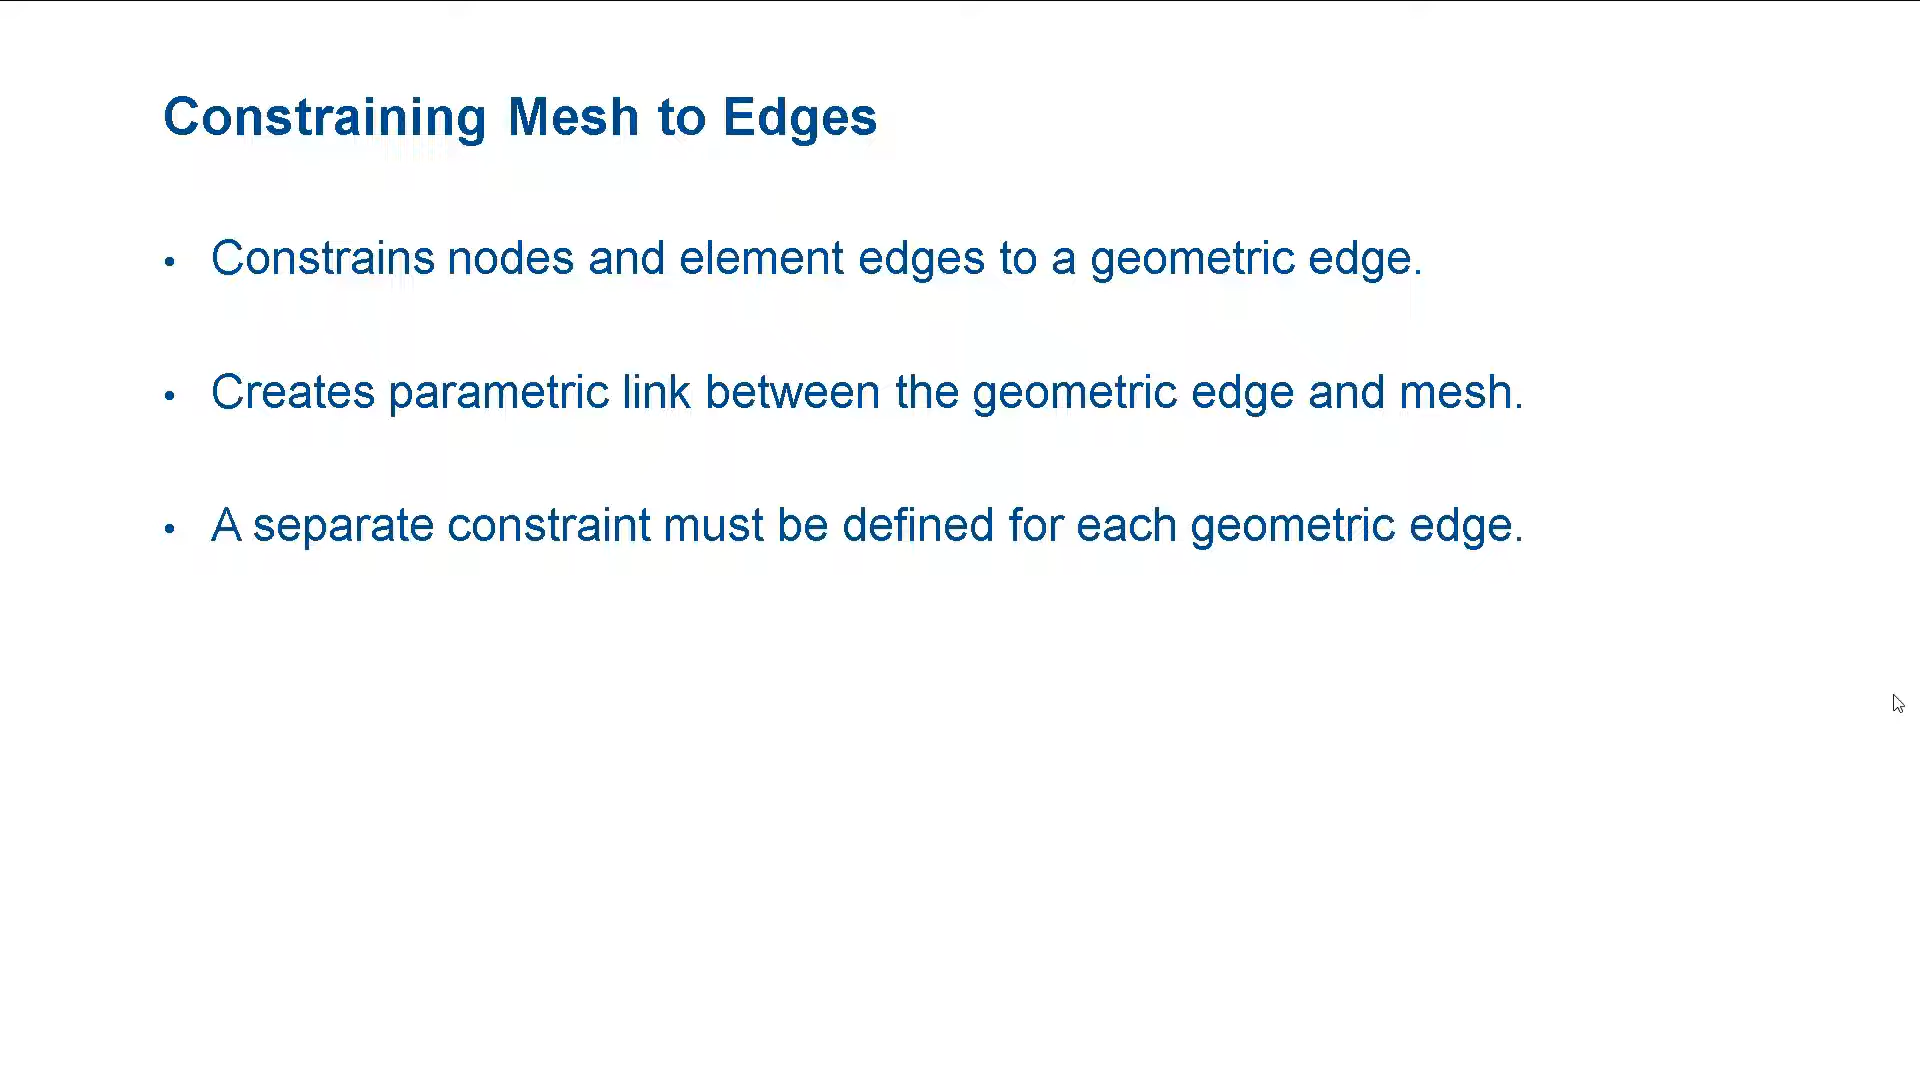 Constraining Mesh to Edges
• Constrains nodes and element edges to a geometric edge.
• Creates parametric link between the geometric edge and mesh.
• A separate constraint must be defined for each geometric edge.